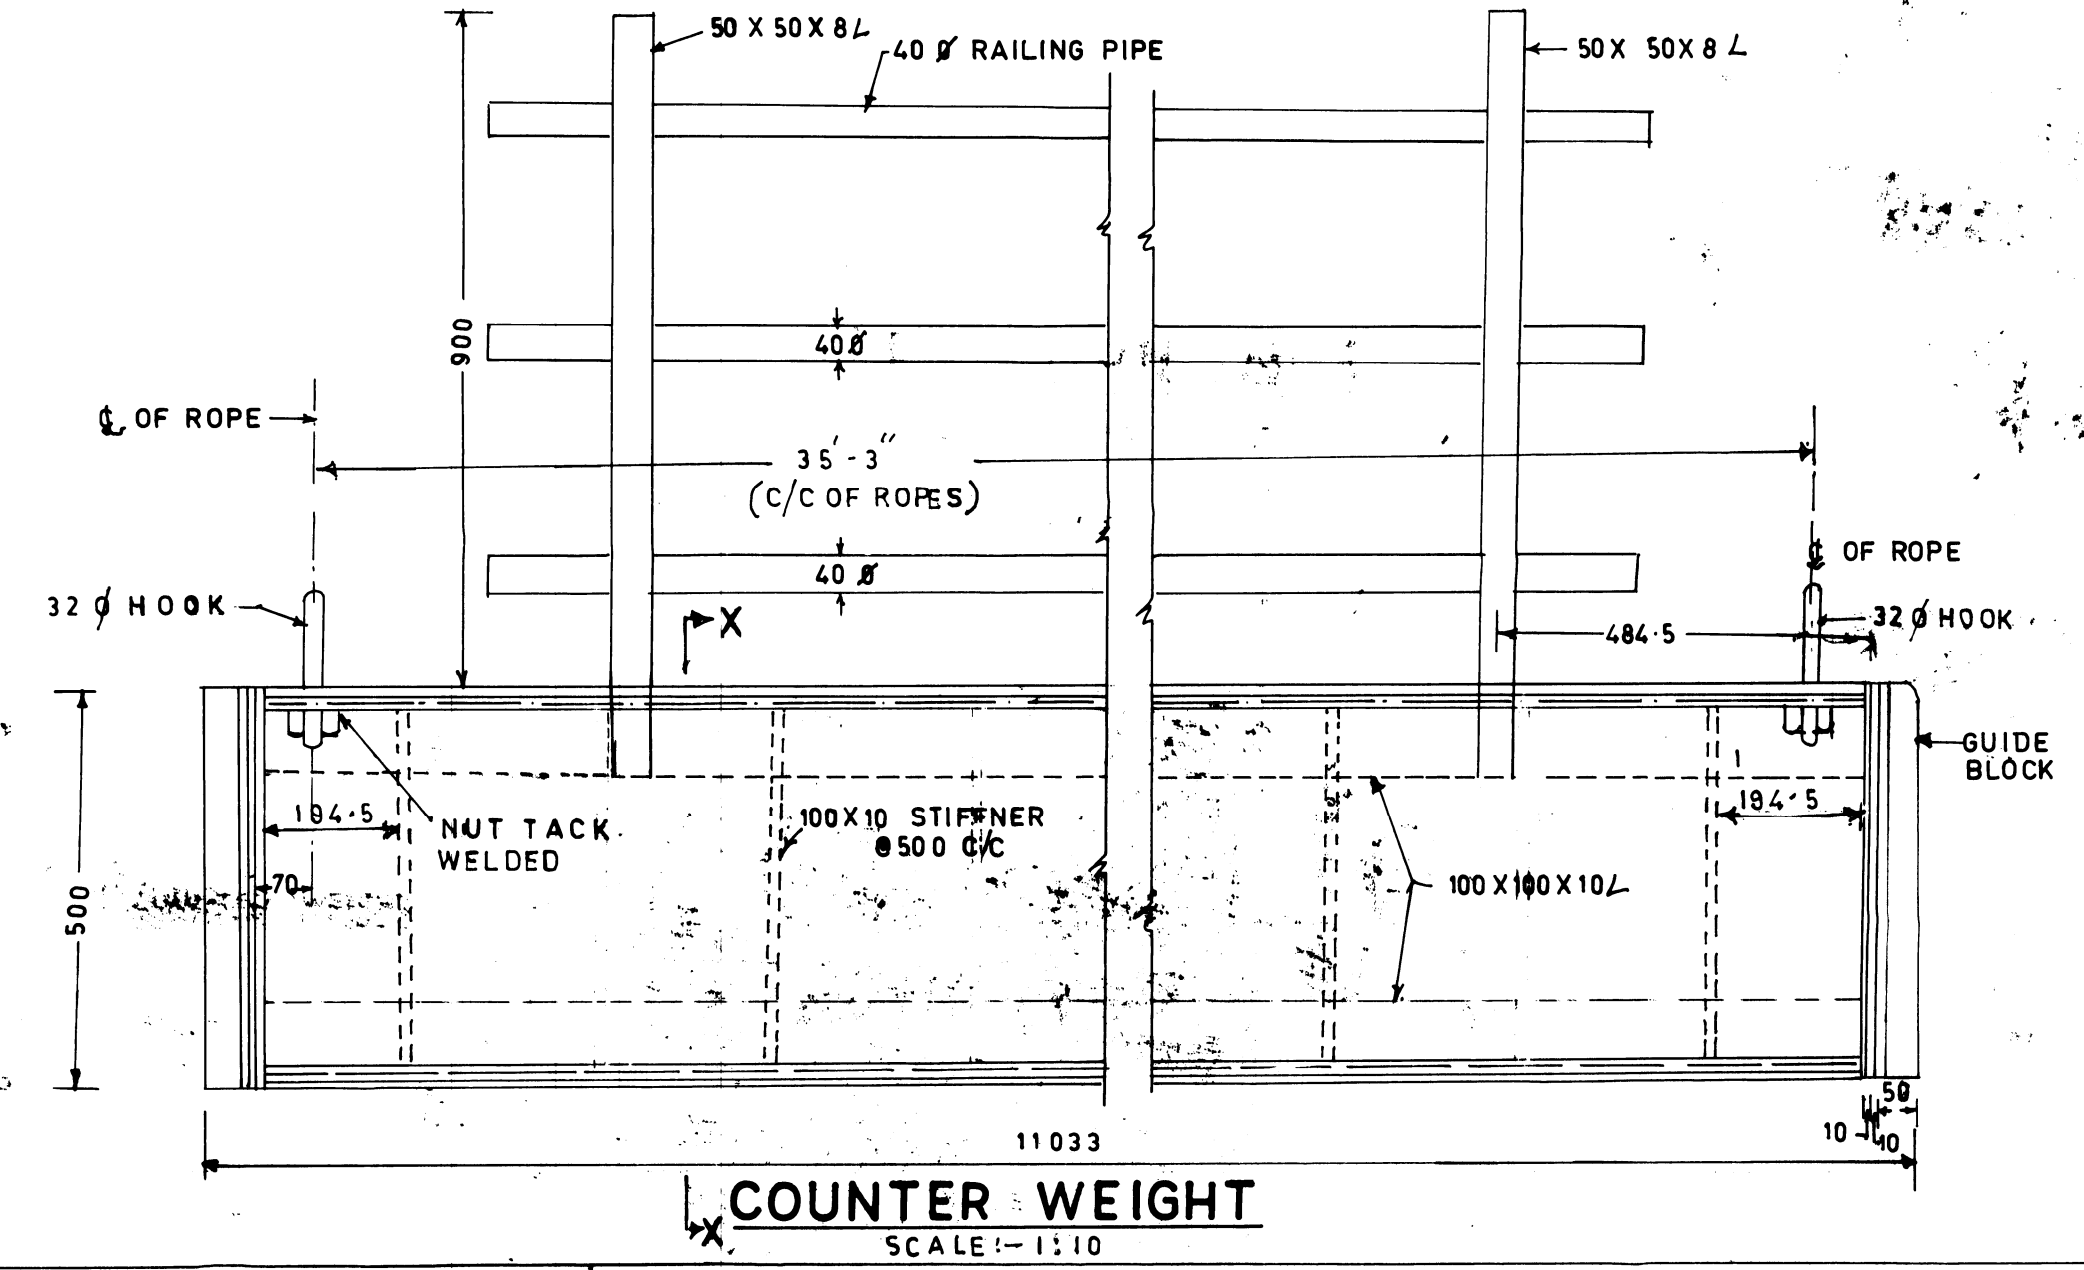 50 X 50 X 8 L
40 Ø RAILING PIPE
50 X 50 X 8 L
900
40 Ø
℄ OF ROPE
35'-3"
(C/C OF ROPES)
℄ OF ROPE
40 Ø
32 Ø HOOK
X
484.5
32 Ø HOOK
GUIDE
BLOCK
194.5
NUT TACK
WELDED
100 X 10 STIFFNER
@500 C/C
194.5
100 X 100 X 10 L
70
500
50
10
10
11033
COUNTER WEIGHT
X
SCALE:- 1:10